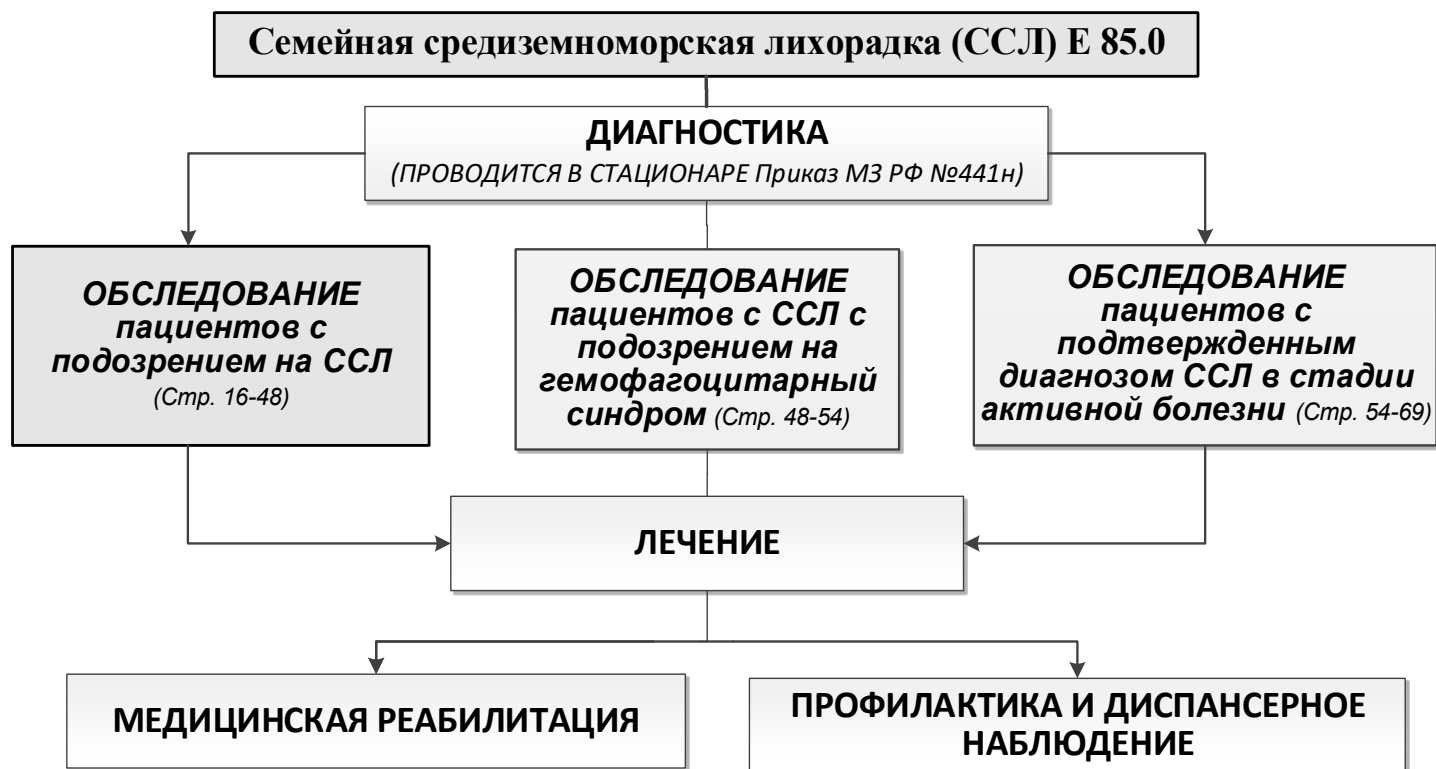 Семейная средиземноморская лихорадка (ССЛ) Е 85.0
ДИАГНОСТИКА
(ПРОВОДИТСЯ В СТАЦИОНАРЕ Приказ МЗ РФ №441н)
ОБСЛЕДОВАНИЕ
пациентов с
подозрением на ССЛ
(Стр. 16-48)
ОБСЛЕДОВАНИЕ
пациентов с ССЛ с
подозрением на
гемофагоцитарный
синдром (Стр. 48-54)
ОБСЛЕДОВАНИЕ
пациентов с
подтвержденным
диагнозом ССЛ в стадии
активной болезни (Стр. 54-69)
ЛЕЧЕНИЕ
МЕДИЦИНСКАЯ РЕАБИЛИТАЦИЯ
ПРОФИЛАКТИКА И ДИСПАНСЕРНОЕ
НАБЛЮДЕНИЕ